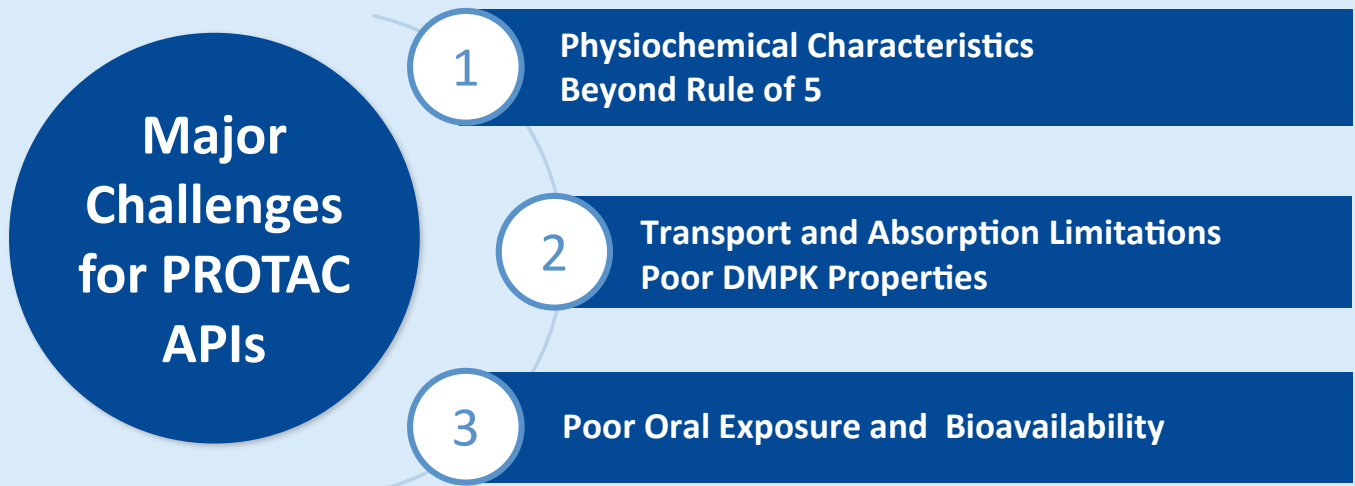 Major
Challenges
for PROTAC
APIs
1
Physiochemical Characteristics
Beyond Rule of 5
2
Transport and Absorption Limitations
Poor DMPK Properties
3
Poor Oral Exposure and  Bioavailability